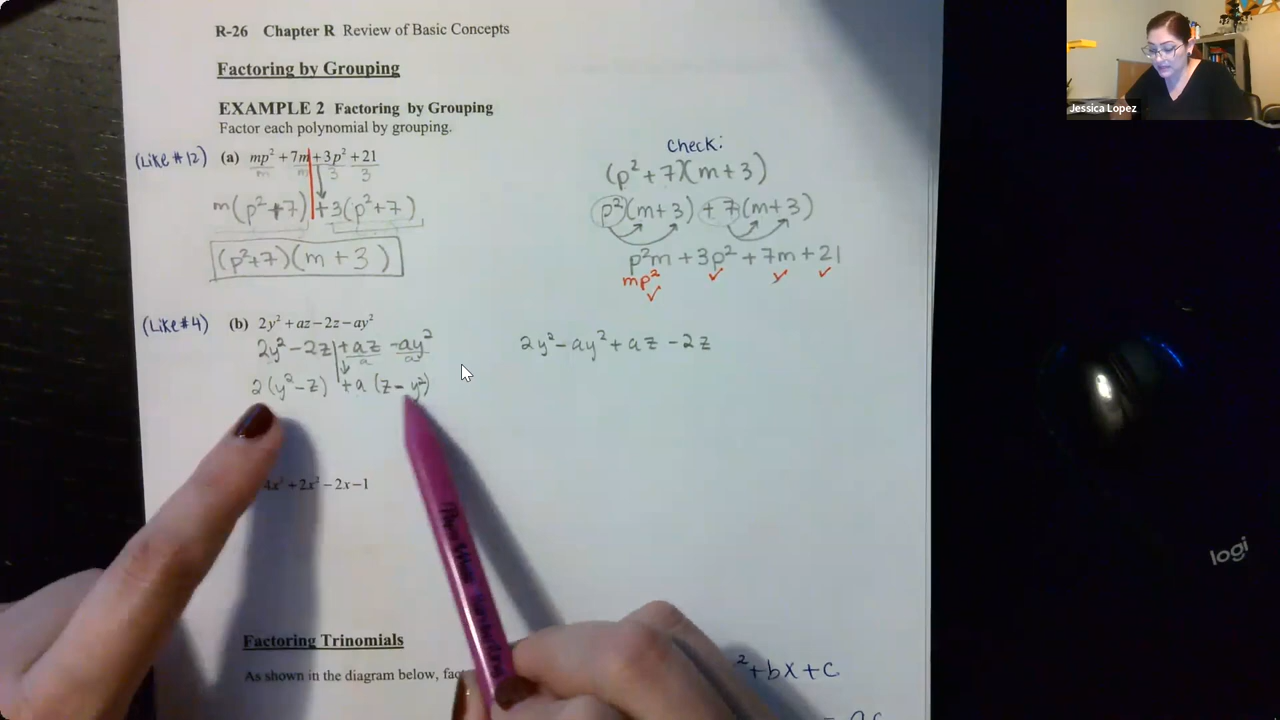 R-26 Chapter R Review of Basic Concepts
Factoring by Grouping
EXAMPLE 2 Factoring by Grouping
Factor each polynomial by grouping.
(Like #12) (a) mp² + 7m + 3p² + 21
m m 3 3
m(p² + 7) + 3(p² + 7)
(p²+7)(m + 3)
Check:
(p² + 7)(m + 3)
p²(m + 3) + 7(m + 3)
p²m + 3p² + 7m + 21
mp²
(Like #4) (b) 2y² + az − 2z − ay²
2y² − 2z + az − ay²
a a
2(y² − z) + a(z − y²)
2y² − ay² + az − 2z
4x³ + 2x² − 2x − 1
Factoring Trinomials
As shown in the diagram below,
² + bx + c
Jessica Lopez
logi